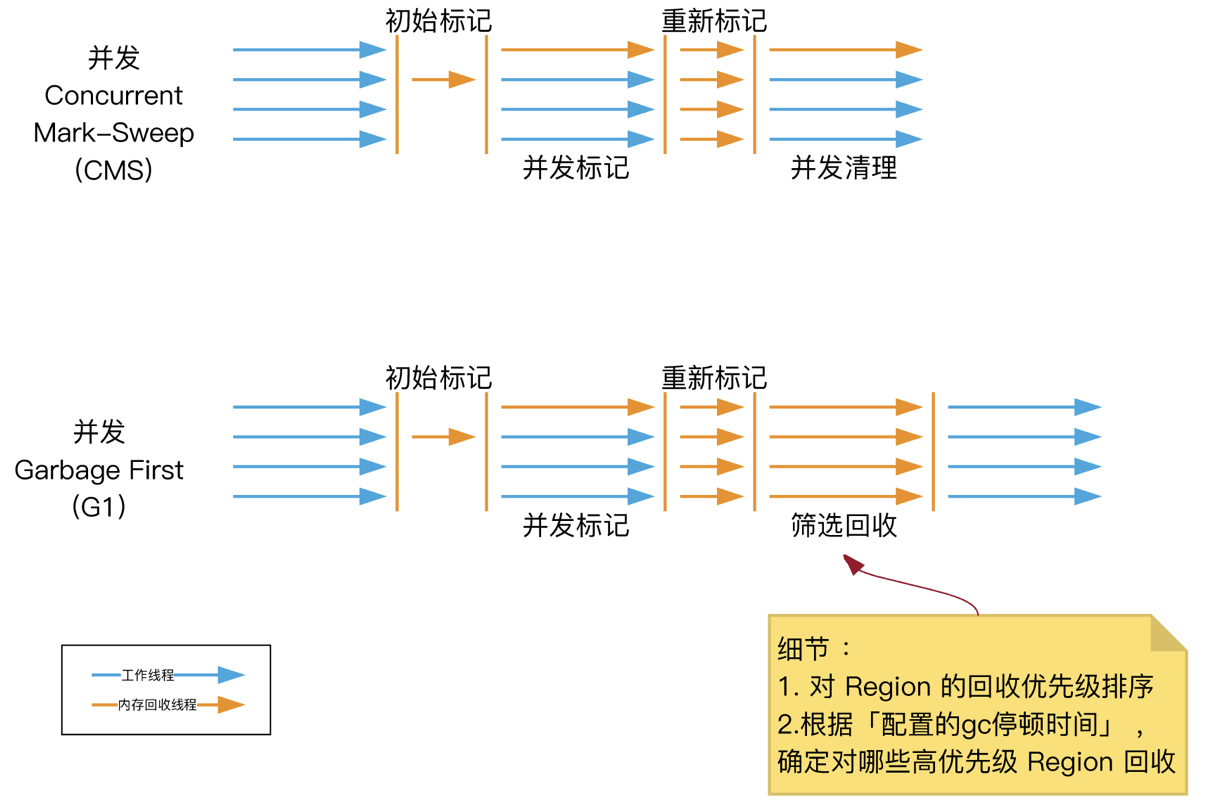 初始标记
重新标记
并发
Concurrent
Mark-Sweep
(CMS)
并发标记
并发清理
初始标记
重新标记
并发
Garbage First
(G1)
并发标记
筛选回收
工作线程
内存回收线程
细节：
1. 对 Region 的回收优先级排序
2.根据「配置的gc停顿时间」，
确定对哪些高优先级 Region 回收